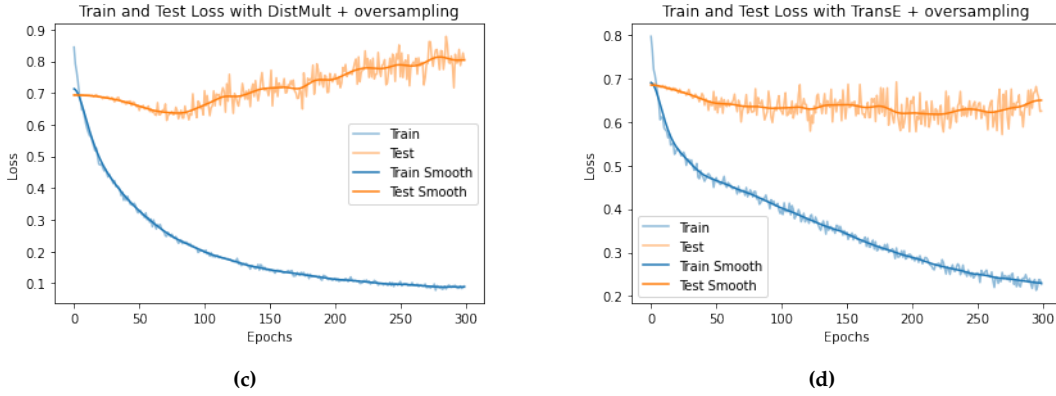 Train and Test Loss with DistMult + oversampling
0.9
0.8
0.7
0.6
0.5
0.4
0.3
0.2
0.1
Loss
Train
Test
Train Smooth
Test Smooth
0 50 100 150 200 250 300
Epochs
(c)
Train and Test Loss with TransE + oversampling
0.8
0.7
0.6
0.5
0.4
0.3
0.2
Loss
Train
Test
Train Smooth
Test Smooth
0 50 100 150 200 250 300
Epochs
(d)